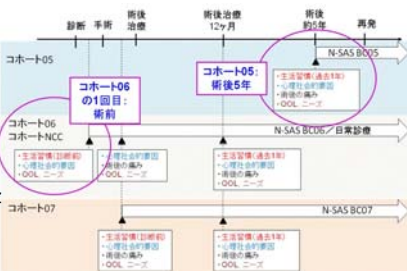 診断 手術 術後治療 術後治療12ヶ月 術後約5年 再発
コホート05
N-SAS BC05
コホート06の1回目:術前
コホート05:術後5年
・生活習慣(過去1年)
・心理社会的要因
・術後の痛み
・QOL ニーズ
コホート06
コホートNCC
N-SAS BC06/日常診療
・生活習慣(診断前)
・心理社会的要因
・QOL ニーズ
・心理社会的要因
・術後の痛み
・QOL ニーズ
・生活習慣(過去1年)
・心理社会的要因
・術後の痛み
・QOL ニーズ
コホート07
N-SAS BC07
・生活習慣(診断前)
・心理社会的要因
・術後の痛み
・QOL ニーズ
・生活習慣(過去1年)
・心理社会的要因
・術後の痛み
・QOL ニーズ